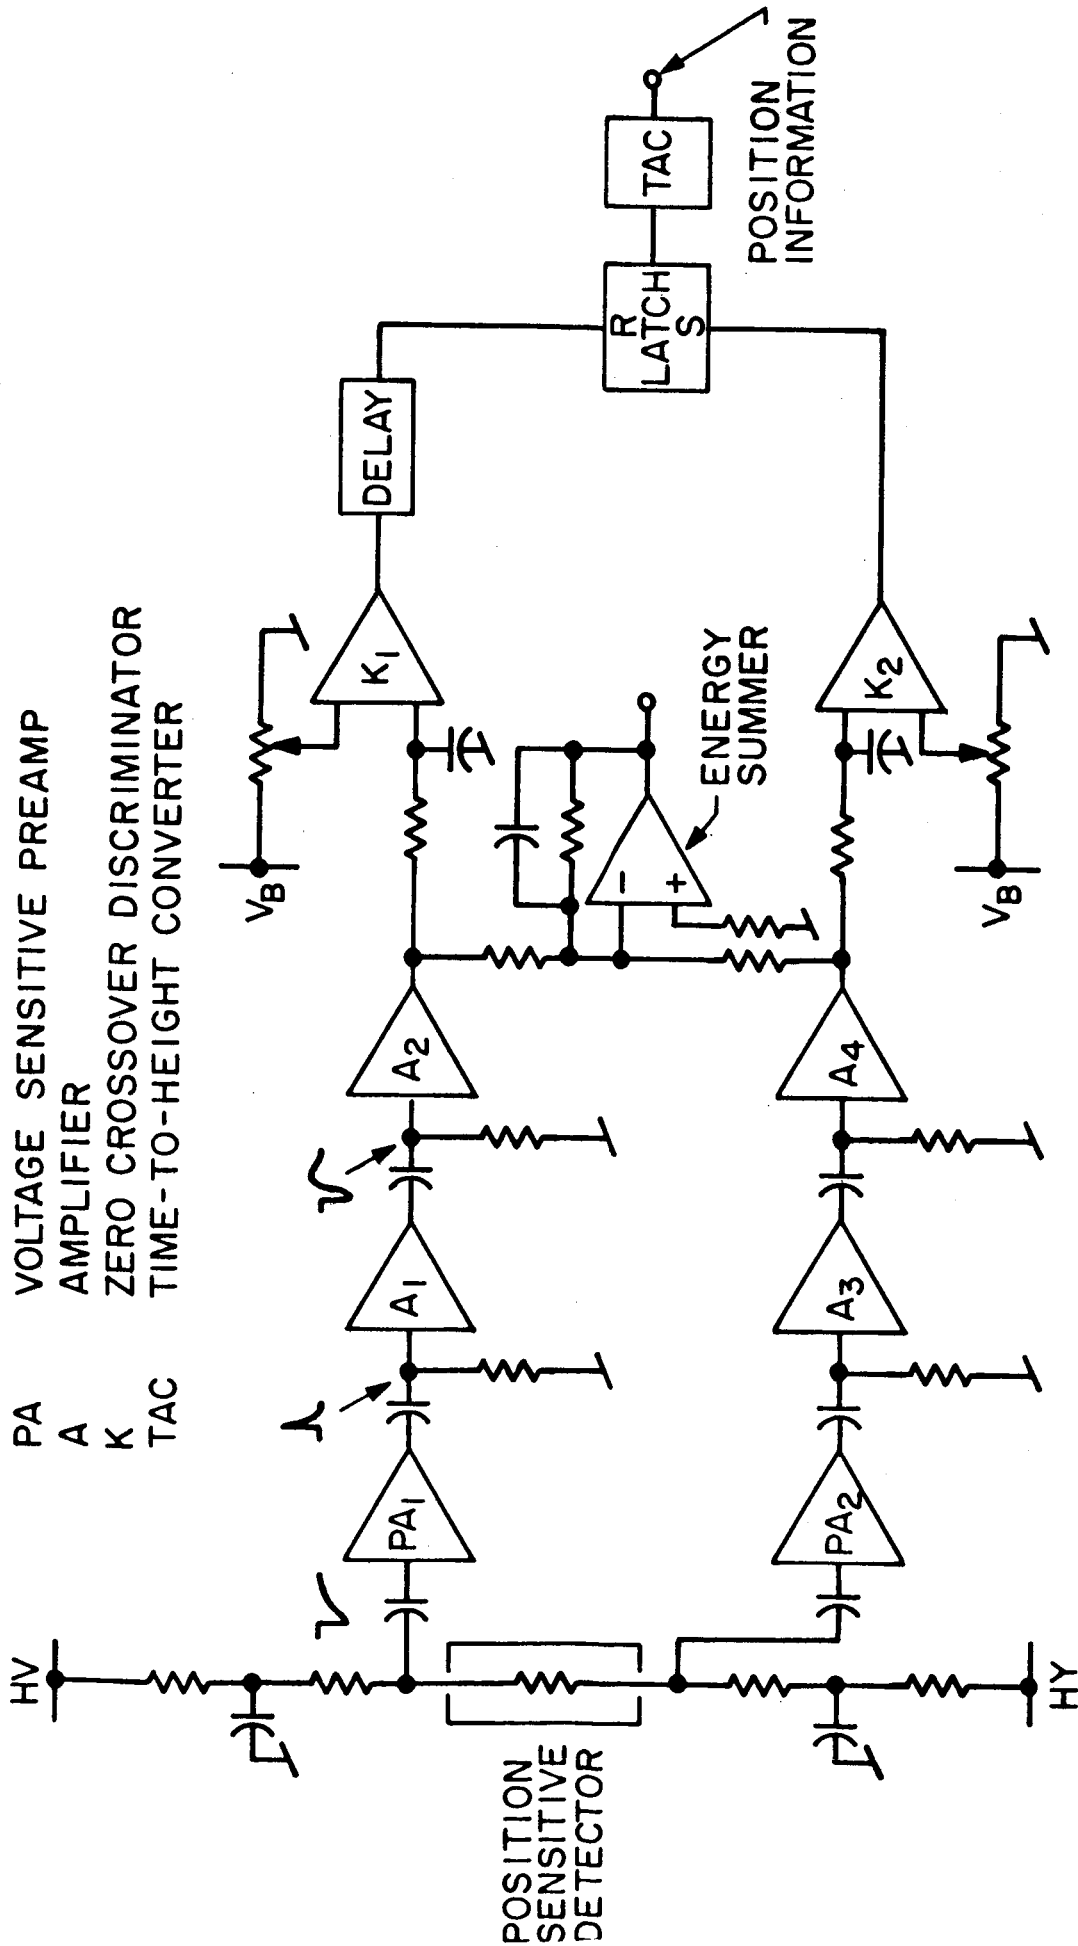 PA VOLTAGE SENSITIVE PREAMP
A AMPLIFIER
K ZERO CROSSOVER DISCRIMINATOR
TAC TIME-TO-HEIGHT CONVERTER
HV
POSITION
SENSITIVE
DETECTOR
HY
PA1
A1
A2
VB
K1
DELAY
PA2
A3
A4
VB
K2
-
+
ENERGY
SUMMER
R
LATCH
S
TAC
POSITION
INFORMATION